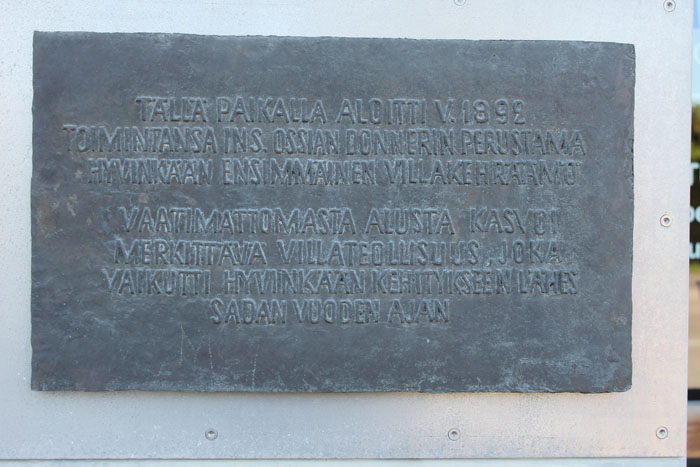 TÄLLÄ PAIKALLA ALOITTI V. 1892
TOIMINTANSA INS. OSSIAN DONNERIN PERUSTAMA
HYVINKÄÄN ENSIMMÄINEN VILLAKEHRÄÄMÖ
VAATIMATTOMASTA ALUSTA KASVOI
MERKITTÄVÄ VILLATEOLLISUUS, JOKA
VAIKUTTI HYVINKÄÄN KEHITYKSEEN LÄHES
SADAN VUODEN AJAN